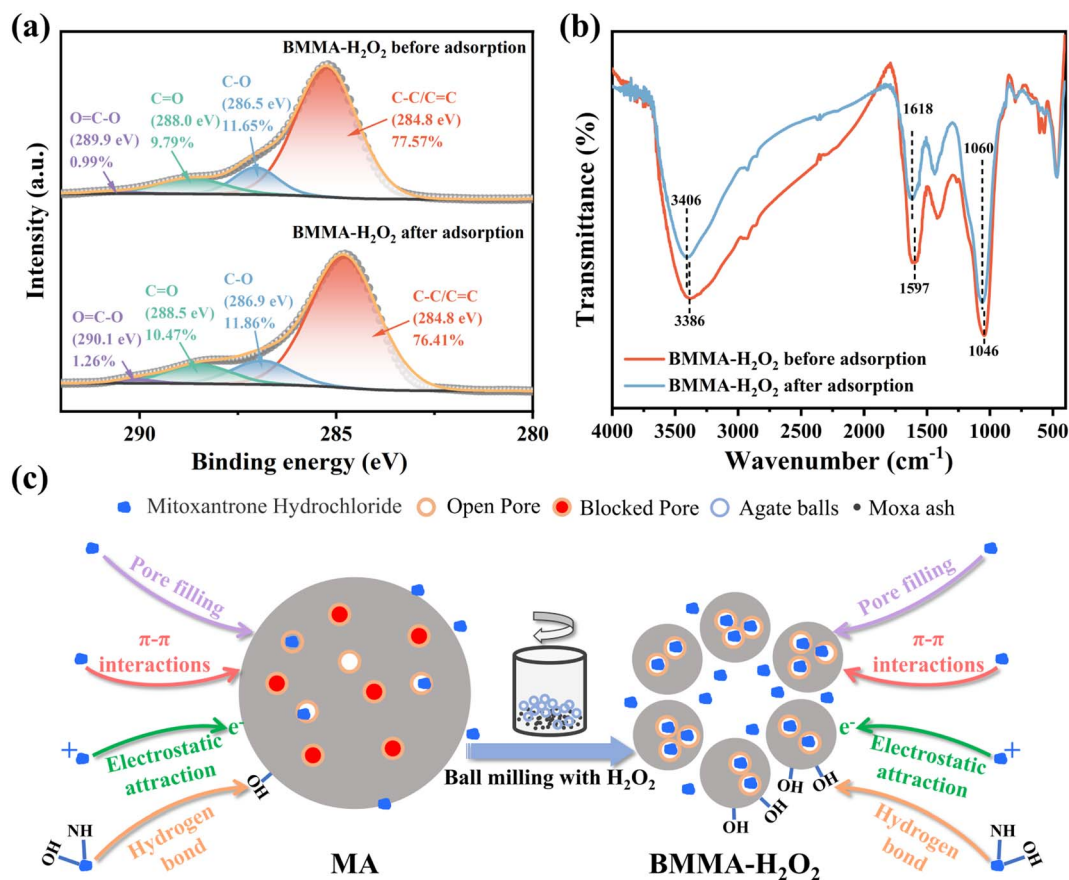 (a)
BMMA-H₂O₂ before adsorption
C-O
(286.5 eV)
11.65%
C=O
(288.0 eV)
9.79%
O=C-O
(289.9 eV)
0.99%
C-C/C=C
(284.8 eV)
77.57%
BMMA-H₂O₂ after adsorption
C=O
(288.5 eV)
10.47%
C-O
(286.9 eV)
11.86%
O=C-O
(290.1 eV)
1.26%
C-C/C=C
(284.8 eV)
76.41%
Intensity (a.u.)
290
285
280
Binding energy (eV)
(b)
Transmittance (%)
1618
1060
3406
3386
1597
1046
BMMA-H₂O₂ before adsorption
BMMA-H₂O₂ after adsorption
4000
3500
3000
2500
2000
1500
1000
500
Wavenumber (cm⁻¹)
(c)
Mitoxantrone Hydrochloride
Open Pore
Blocked Pore
Agate balls
Moxa ash
Pore filling
π-π
interactions
+
e⁻
Electrostatic
attraction
OH
Hydrogen
bond
NH
OH
MA
Ball milling with H₂O₂
Pore filling
π-π
interactions
e⁻
+
Electrostatic
attraction
OH
OH
OH
OH
Hydrogen
bond
NH
OH
BMMA-H₂O₂